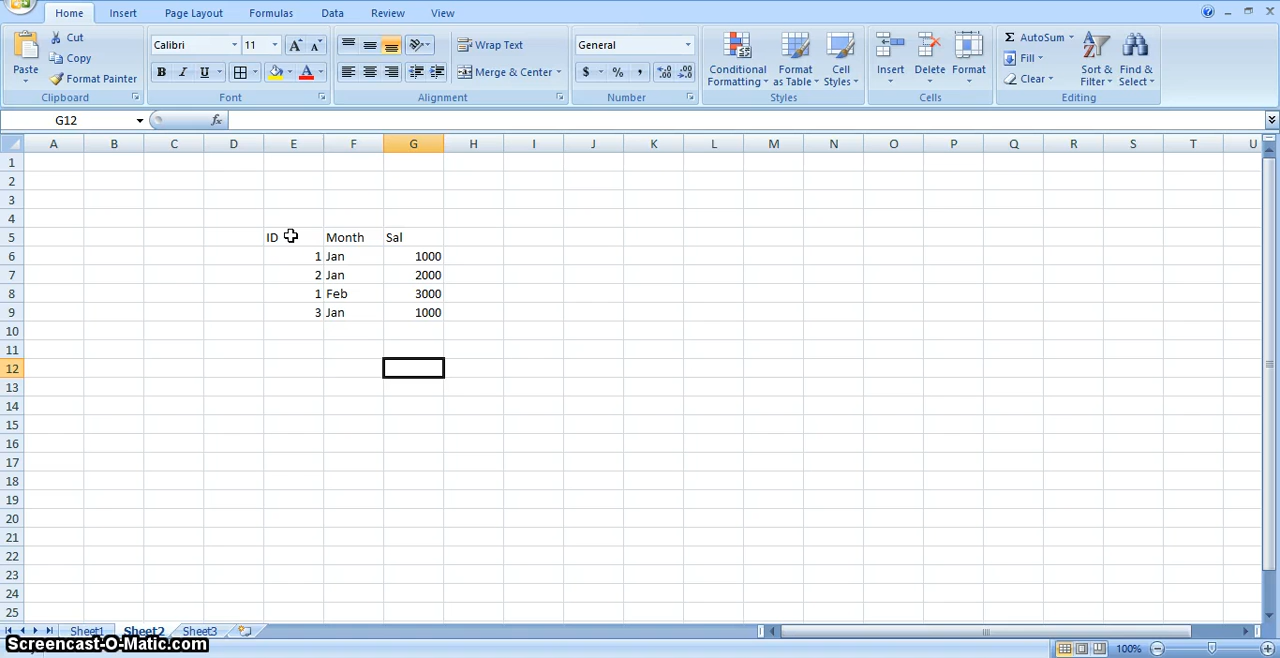 Home Insert Page Layout Formulas Data Review View
Paste
Cut
Copy
Format Painter
Clipboard
Calibri 11
B I U
Font
Wrap Text
Merge & Center
Alignment
General
$ % ,
Number
Conditional Formatting
Format as Table
Cell Styles
Styles
Insert
Delete
Format
Cells
Σ AutoSum
Fill
Clear
Sort & Filter
Find & Select
Editing
G12 fx
A B C D E F G H I J K L M N O P Q R S T U
1
2
3
4
5 ID Month Sal
6 1 Jan 1000
7 2 Jan 2000
8 1 Feb 3000
9 3 Jan 1000
10
11
12
13
14
15
16
17
18
19
20
21
22
23
24
25
Sheet1 Sheet2 Sheet3
Screencast-O-Matic.com 100%